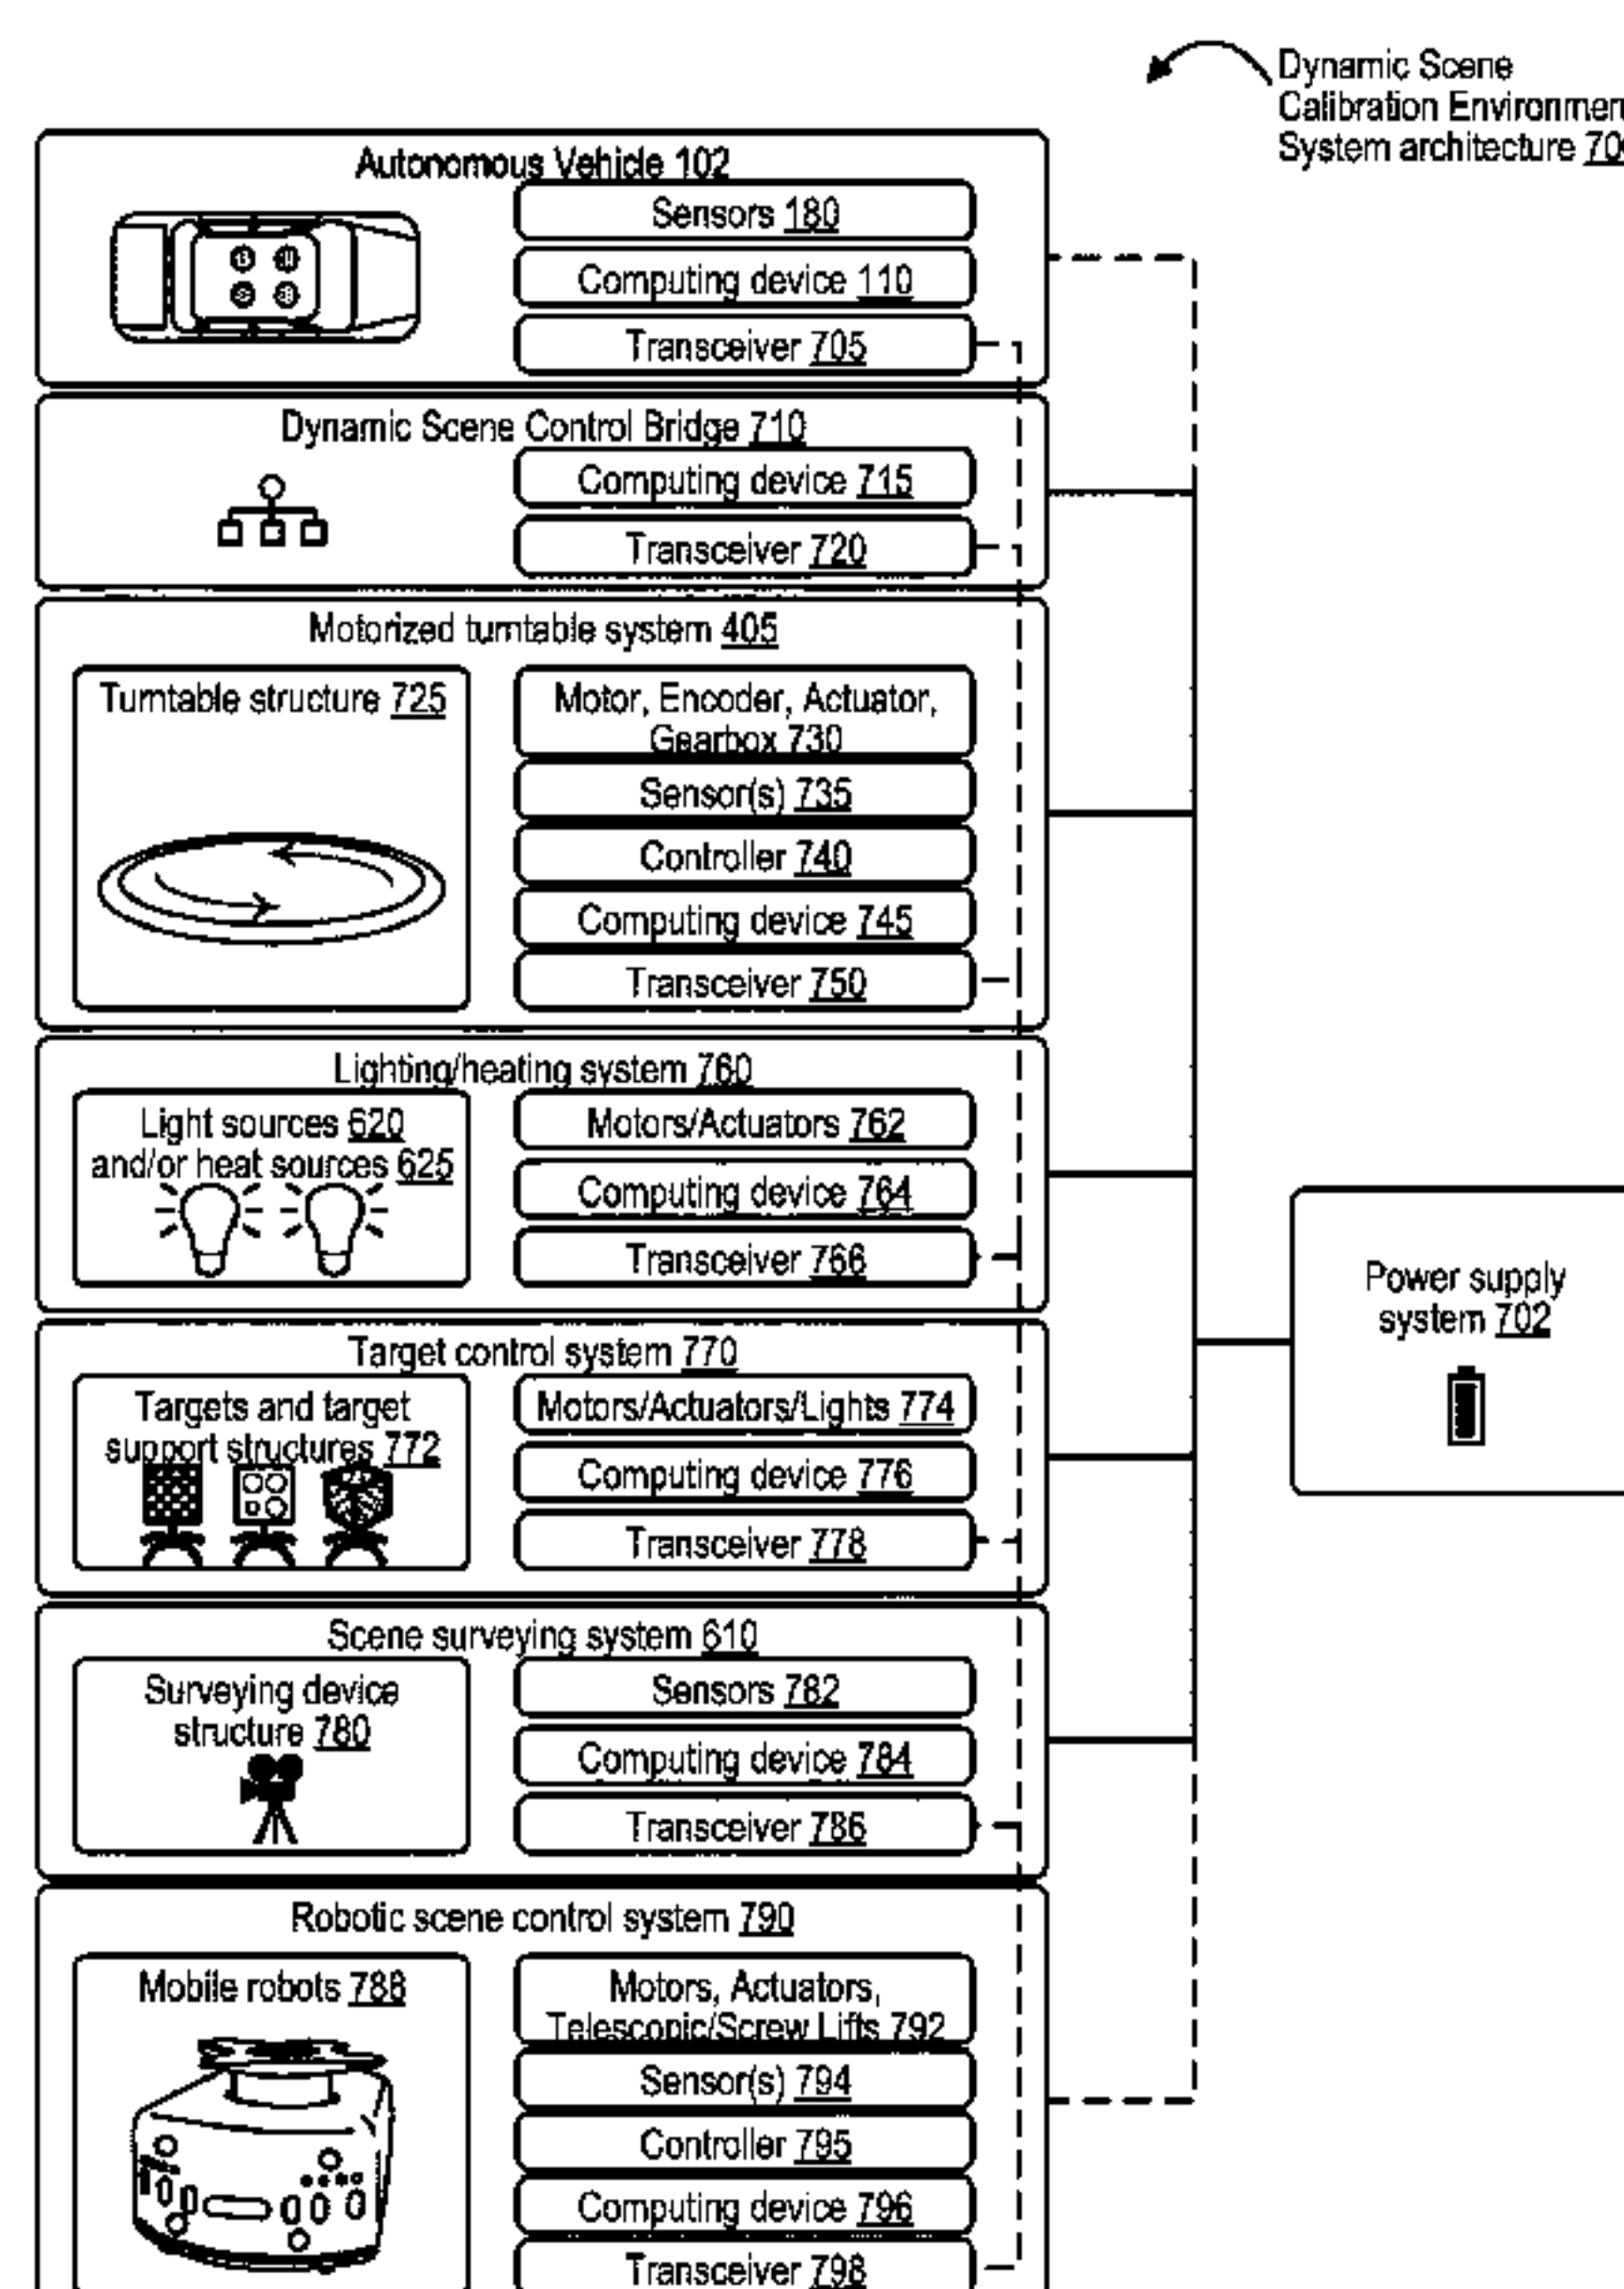 Dynamic Scene
Calibration Environmen
System architecture 70
Autonomous Vehicle 102
Sensors 180
Computing device 110
Transceiver 705
Dynamic Scene Control Bridge 710
Computing device 715
Transceiver 720
Motorized turntable system 405
Turntable structure 725
Motor, Encoder, Actuator,
Gearbox 730
Sensor(s) 735
Controller 740
Computing device 745
Transceiver 750
Lighting/heating system 760
Light sources 620
and/or heat sources 625
Motors/Actuators 762
Computing device 764
Transceiver 766
Power supply
system 702
Target control system 770
Targets and target
support structures 772
Motors/Actuators/Lights 774
Computing device 776
Transceiver 778
Scene surveying system 610
Surveying device
structure 780
Sensors 782
Computing device 784
Transceiver 786
Robotic scene control system 790
Mobile robots 788
Motors, Actuators,
Telescopic/Screw Lifts 792
Sensor(s) 794
Controller 795
Computing device 796
Transceiver 798